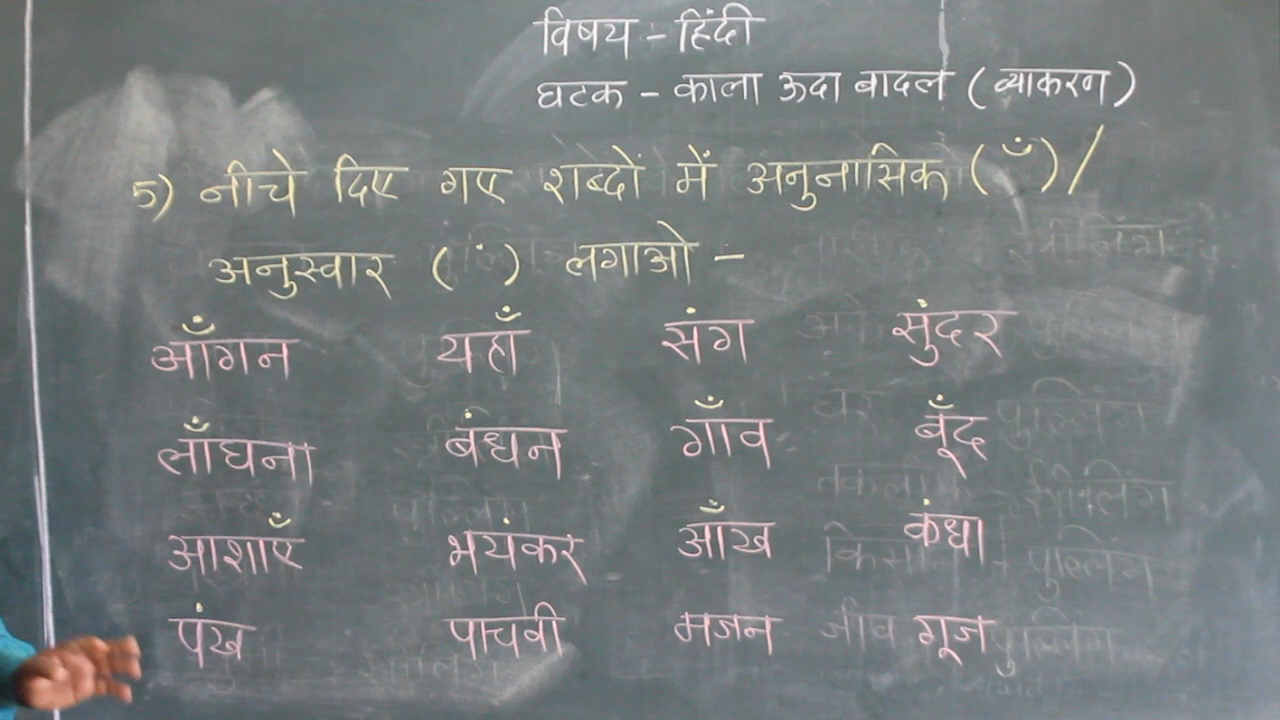 विषय - हिंदी
घटक - काला ऊदा बादल (व्याकरण)
5) नीचे दिए गए शब्दों में अनुनासिक (ँ) /
अनुस्वार (ं) लगाओ -
आँगन यहाँ संग सुंदर
लाँघना बंधन गाँव बूँद
आशाएँ भयंकर आँख कंधा
पंख पाचवी मजन गूज